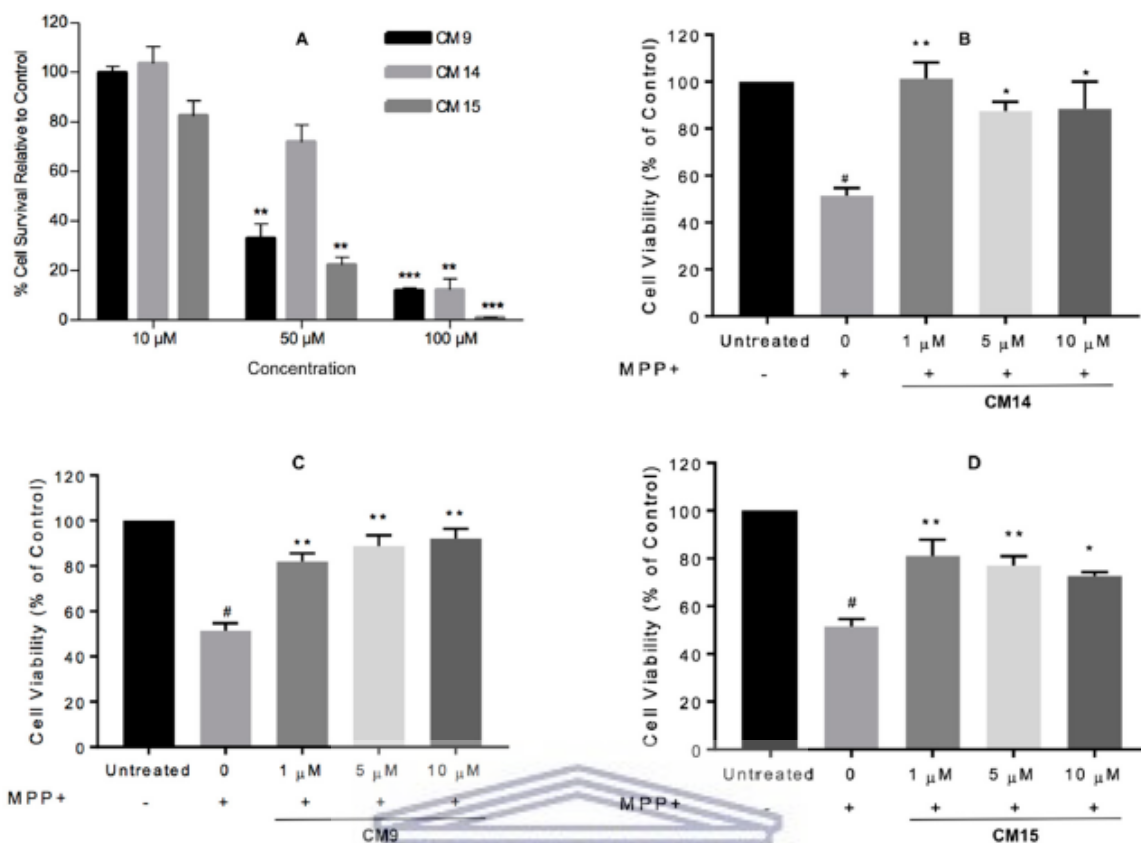 A
CM 9
CM 14
CM 15
% Cell Survival Relative to Control
120
100
80
60
40
20
0
**
**
***
**
***
10 µM
50 µM
100 µM
Concentration
B
Cell Viability (% of Control)
120
100
80
60
40
20
0
#
**
*
*
Untreated
0
1 µM
5 µM
10 µM
MPP+
-
+
+
+
+
CM14
C
Cell Viability (% of Control)
120
100
80
60
40
20
0
#
**
**
**
Untreated
0
1 µM
5 µM
10 µM
MPP+
-
+
+
+
+
CM9
D
Cell Viability (% of Control)
120
100
80
60
40
20
0
#
**
**
*
Untreated
0
1 µM
5 µM
10 µM
MPP+
-
+
+
+
+
CM15